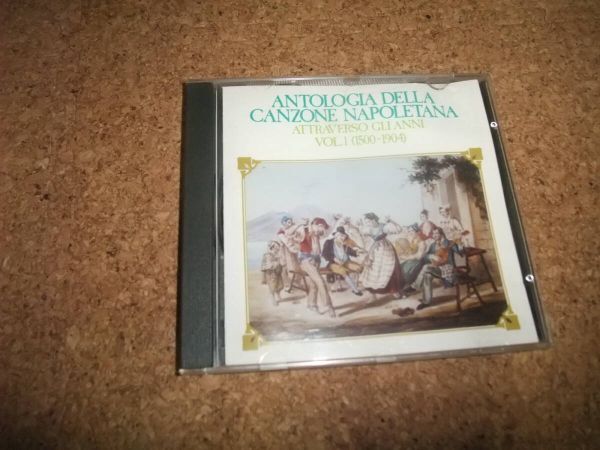 ANTOLOGIA DELLA
CANZONE NAPOLETANA
ATTRAVERSO GLI ANNI
VOL. 1 (1500-1904)